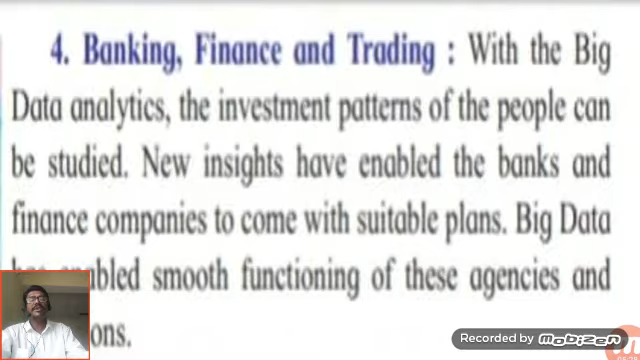 4. Banking, Finance and Trading : With the Big
Data analytics, the investment patterns of the people can
be studied. New insights have enabled the banks and
finance companies to come with suitable plans. Big Data
smooth functioning of these agencies and
Recorded by MOBIZEN